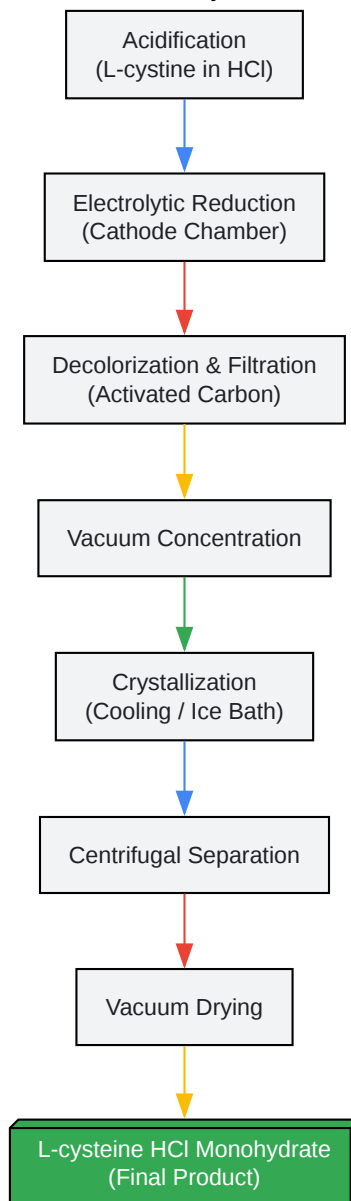 Acidification
(L-cystine in HCl)
Electrolytic Reduction
(Cathode Chamber)
Decolorization & Filtration
(Activated Carbon)
Vacuum Concentration
Crystallization
(Cooling / Ice Bath)
Centrifugal Separation
Vacuum Drying
L-cysteine HCl Monohydrate
(Final Product)